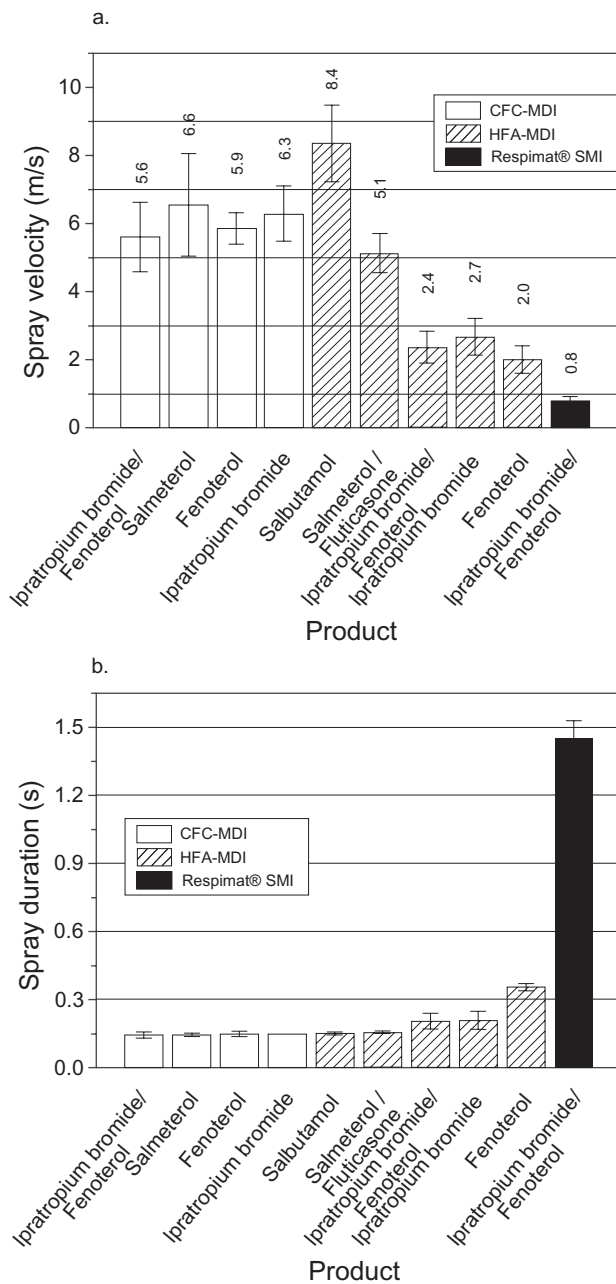 a.
10
8
6
4
2
0
Spray velocity (m/s)
5.6
6.6
5.9
6.3
8.4
5.1
2.4
2.7
2.0
0.8
CFC-MDI
HFA-MDI
Respimat® SMI
Ipratropium bromide/
Fenoterol
Salmeterol
Fenoterol
Ipratropium bromide
Salbutamol
Salmeterol /
Fluticasone
Ipratropium bromide/
Fenoterol
Ipratropium bromide
Fenoterol
Ipratropium bromide/
Fenoterol
Product
b.
1.5
1.2
0.9
0.6
0.3
0.0
Spray duration (s)
CFC-MDI
HFA-MDI
Respimat® SMI
Ipratropium bromide/
Fenoterol
Salmeterol
Fenoterol
Ipratropium bromide
Salbutamol
Salmeterol /
Fluticasone
Ipratropium bromide/
Fenoterol
Ipratropium bromide
Fenoterol
Ipratropium bromide/
Fenoterol
Product